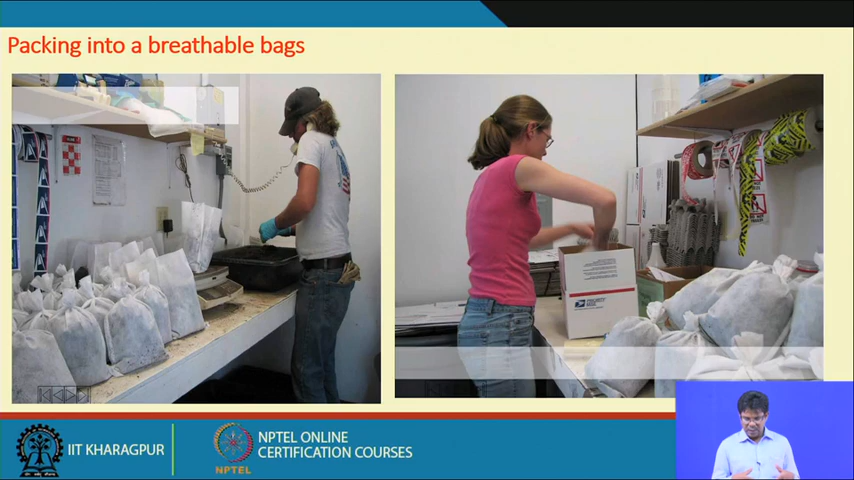 Packing into a breathable bags
IIT KHARAGPUR
NPTEL
NPTEL ONLINE
CERTIFICATION COURSES